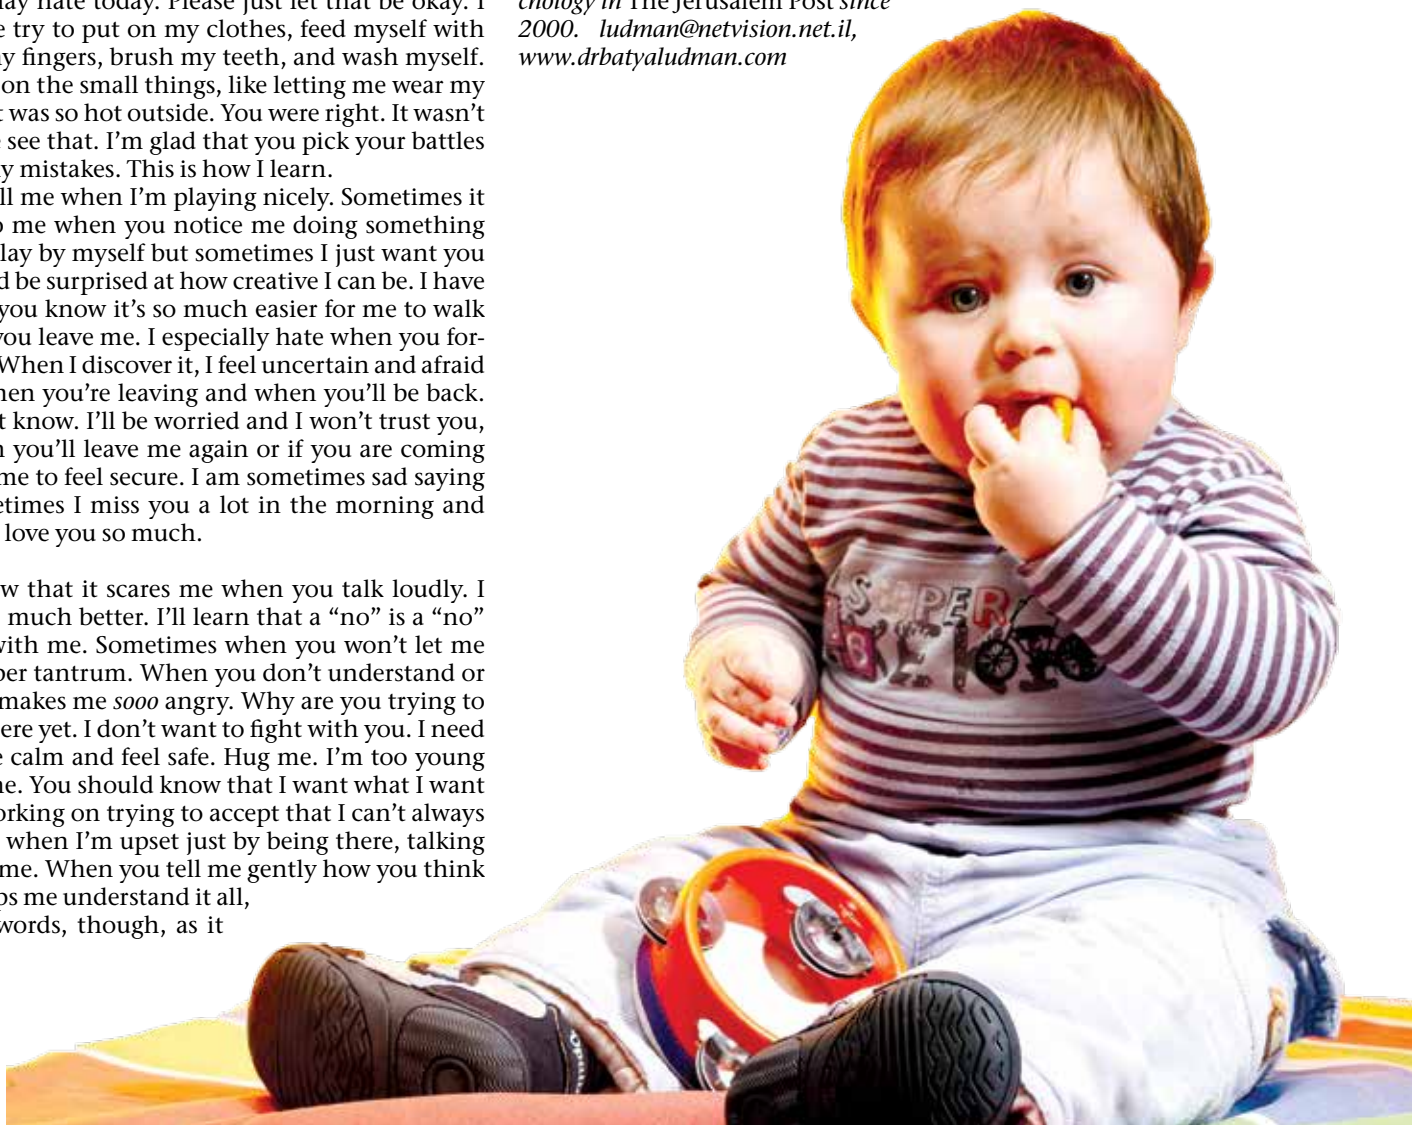 may hate today. Please just let that be okay. I
e try to put on my clothes, feed myself with
y fingers, brush my teeth, and wash myself.
on the small things, like letting me wear my
t was so hot outside. You were right. It wasn’t
e see that. I’m glad that you pick your battles
y mistakes. This is how I learn.
ll me when I’m playing nicely. Sometimes it
o me when you notice me doing something
lay by myself but sometimes I just want you
d be surprised at how creative I can be. I have
you know it’s so much easier for me to walk
you leave me. I especially hate when you for-
When I discover it, I feel uncertain and afraid
hen you’re leaving and when you’ll be back.
t know. I’ll be worried and I won’t trust you,
n you’ll leave me again or if you are coming
me to feel secure. I am sometimes sad saying
etimes I miss you a lot in the morning and
love you so much.
w that it scares me when you talk loudly. I
much better. I’ll learn that a “no” is a “no”
with me. Sometimes when you won’t let me
per tantrum. When you don’t understand or
makes me sooo angry. Why are you trying to
ere yet. I don’t want to fight with you. I need
e calm and feel safe. Hug me. I’m too young
ne. You should know that I want what I want
orking on trying to accept that I can’t always
when I’m upset just by being there, talking
me. When you tell me gently how you think
ps me understand it all,
words, though, as it
chology in The Jerusalem Post since
2000. ludman@netvision.net.il,
www.drbatyaludman.com